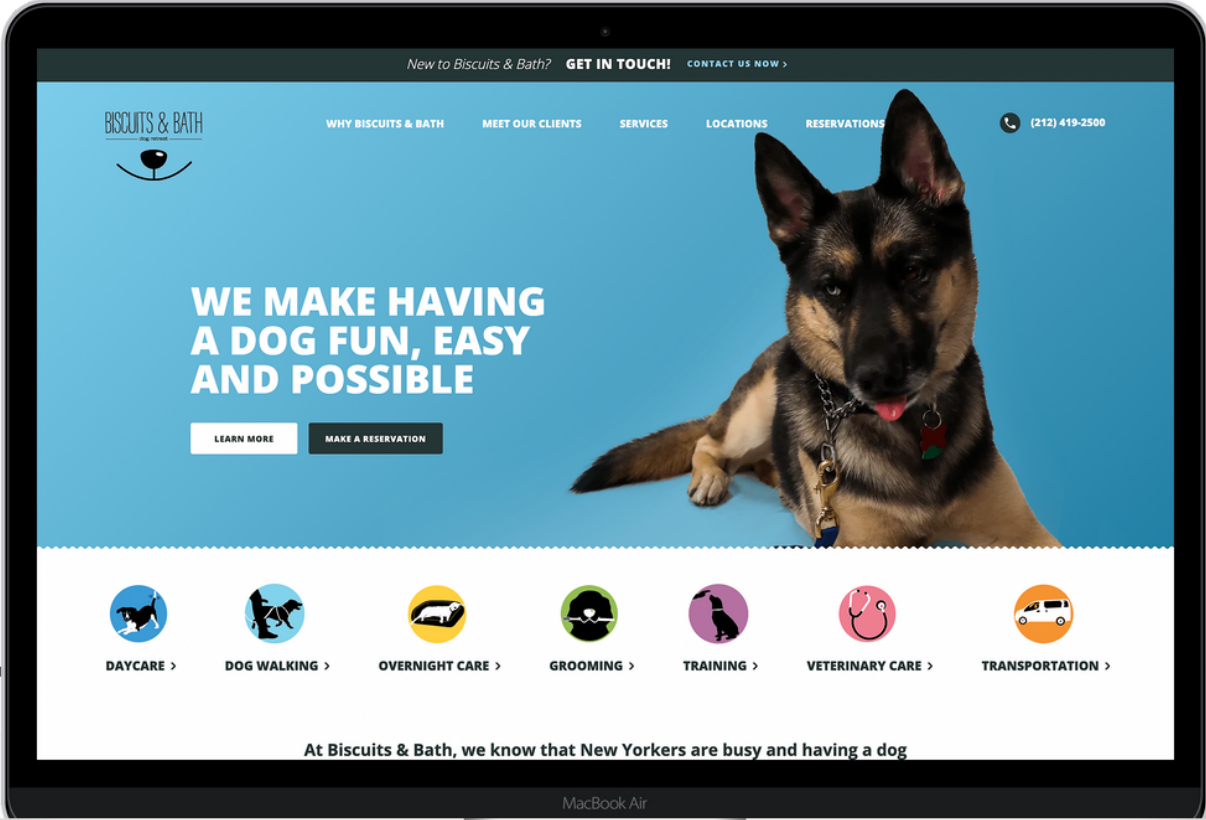 New to Biscuits & Bath? GET IN TOUCH! CONTACT US NOW >
BISCUITS & BATH
dog retreat
WHY BISCUITS & BATH MEET OUR CLIENTS SERVICES LOCATIONS RESERVATIONS (212) 419-2500
WE MAKE HAVING
A DOG FUN, EASY
AND POSSIBLE
LEARN MORE MAKE A RESERVATION
DAYCARE > DOG WALKING > OVERNIGHT CARE > GROOMING > TRAINING > VETERINARY CARE > TRANSPORTATION >
At Biscuits & Bath, we know that New Yorkers are busy and having a dog
MacBook Air